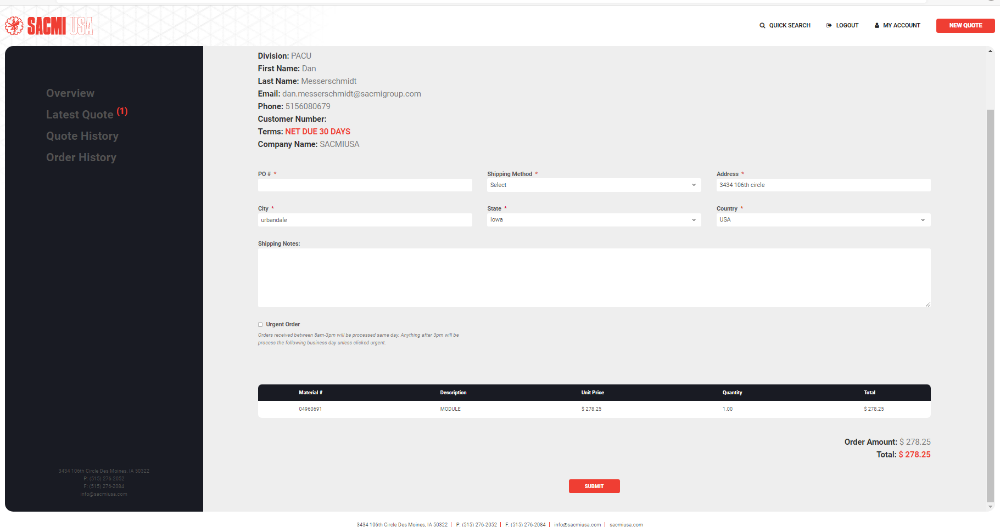 SACMI USA
QUICK SEARCH LOGOUT MY ACCOUNT NEW QUOTE
Overview
Latest Quote (1)
Quote History
Order History
3434 106th Circle Des Moines, IA 50322
P: (515) 276-2052
F: (515) 276-2084
info@sacmiusa.com
Division: PACU
First Name: Dan
Last Name: Messerschmidt
Email: dan.messerschmidt@sacmigroup.com
Phone: 5156080679
Customer Number:
Terms: NET DUE 30 DAYS
Company Name: SACMIUSA
PO # * Shipping Method * Address *
Select 3434 106th circle
City * State * Country *
urbandale Iowa USA
Shipping Notes:
Urgent Order
Orders received between 8am-3pm will be processed same day. Anything after 3pm will be
process the following business day unless clicked urgent.
Material # Description Unit Price Quantity Total
04960691 MODULE $ 278.25 1.00 $ 278.25
Order Amount: $ 278.25
Total: $ 278.25
SUBMIT
3434 106th Circle Des Moines, IA 50322 | P: (515) 276-2052 | F: (515) 276-2084 | info@sacmiusa.com | sacmiusa.com